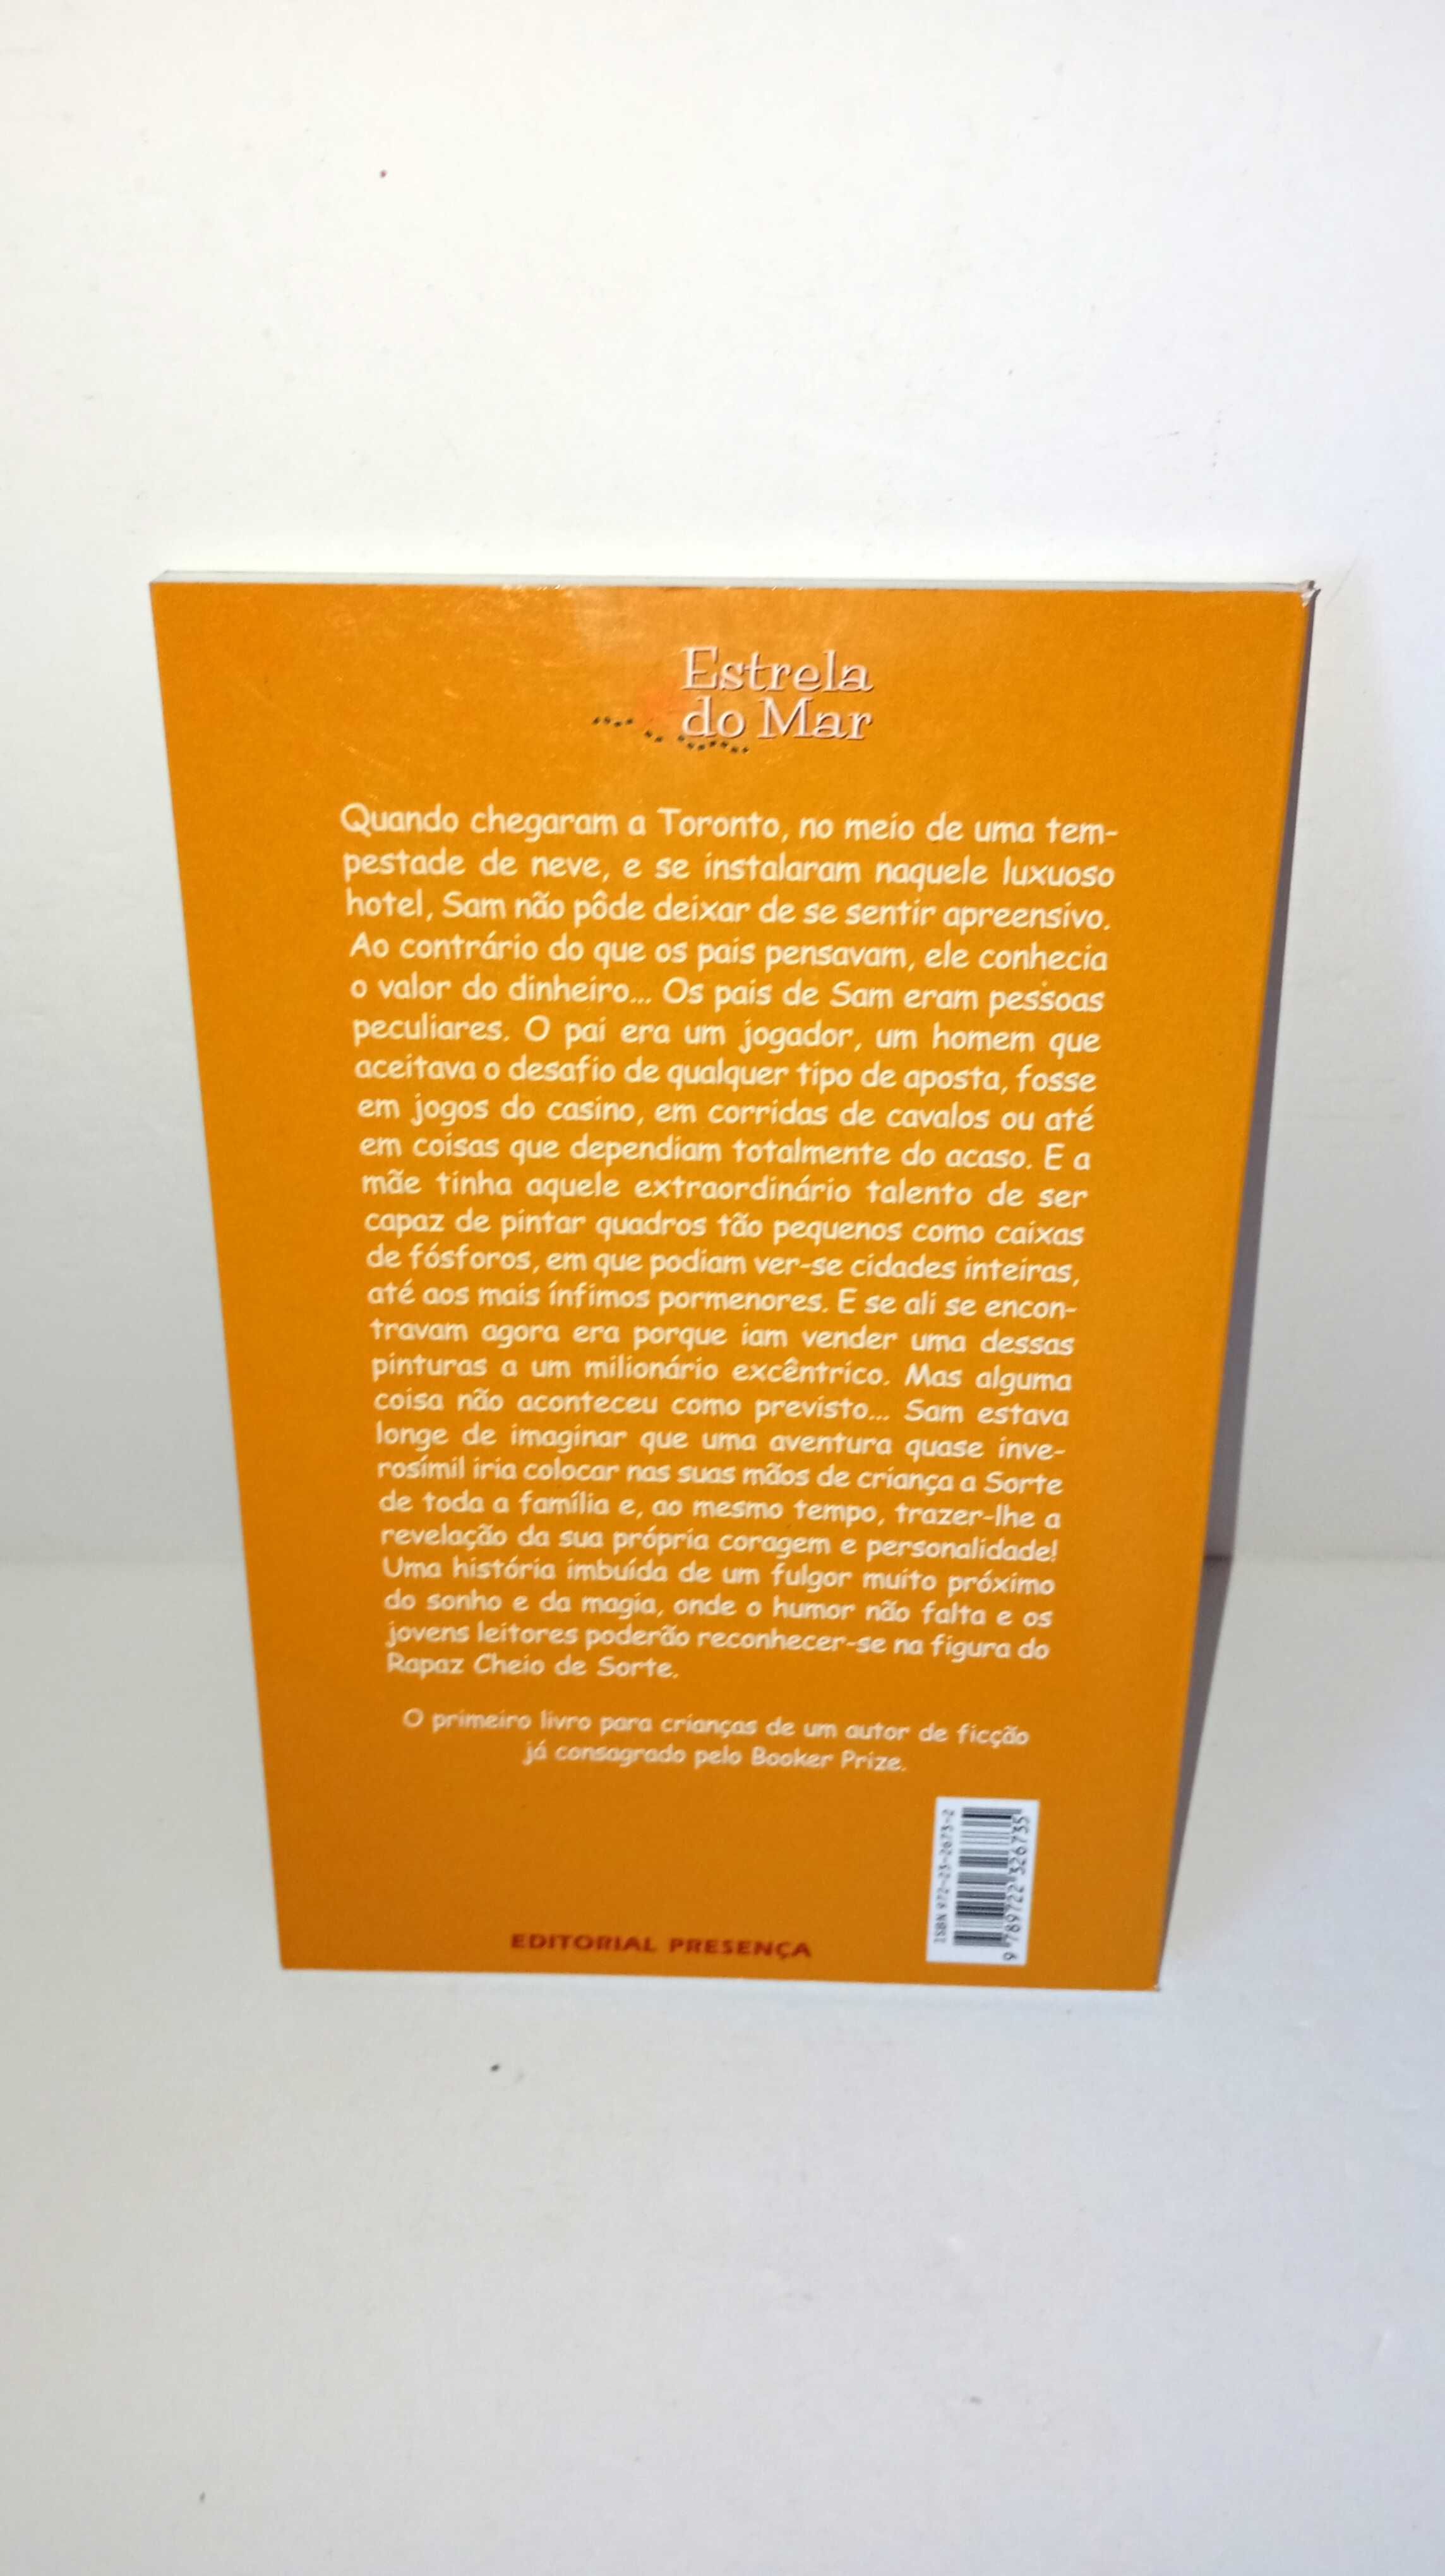 Estrela
do Mar
Quando chegaram a Toronto, no meio de uma tem-
pestade de neve, e se instalaram naquele luxuoso
hotel, Sam não pôde deixar de se sentir apreensivo.
Ao contrário do que os pais pensavam, ele conhecia
o valor do dinheiro... Os pais de Sam eram pessoas
peculiares. O pai era um jogador, um homem que
aceitava o desafio de qualquer tipo de aposta, fosse
em jogos do casino, em corridas de cavalos ou até
em coisas que dependiam totalmente do acaso. E a
mãe tinha aquele extraordinário talento de ser
capaz de pintar quadros tão pequenos como caixas
de fósforos, em que podiam ver-se cidades inteiras,
até aos mais ínfimos pormenores. E se ali se encon-
travam agora era porque iam vender uma dessas
pinturas a um milionário excêntrico. Mas alguma
coisa não aconteceu como previsto... Sam estava
longe de imaginar que uma aventura quase inve-
rosímil iria colocar nas suas mãos de criança a Sorte
de toda a família e, ao mesmo tempo, trazer-lhe a
revelação da sua própria coragem e personalidade!
Uma história imbuída de um fulgor muito próximo
do sonho e da magia, onde o humor não falta e os
jovens leitores poderão reconhecer-se na figura do
Rapaz Cheio de Sorte.
O primeiro livro para crianças de um autor de ficção
já consagrado pelo Booker Prize.
EDITORIAL PRESENÇA
ISBN 972-23-2673-2
9 789722 326735